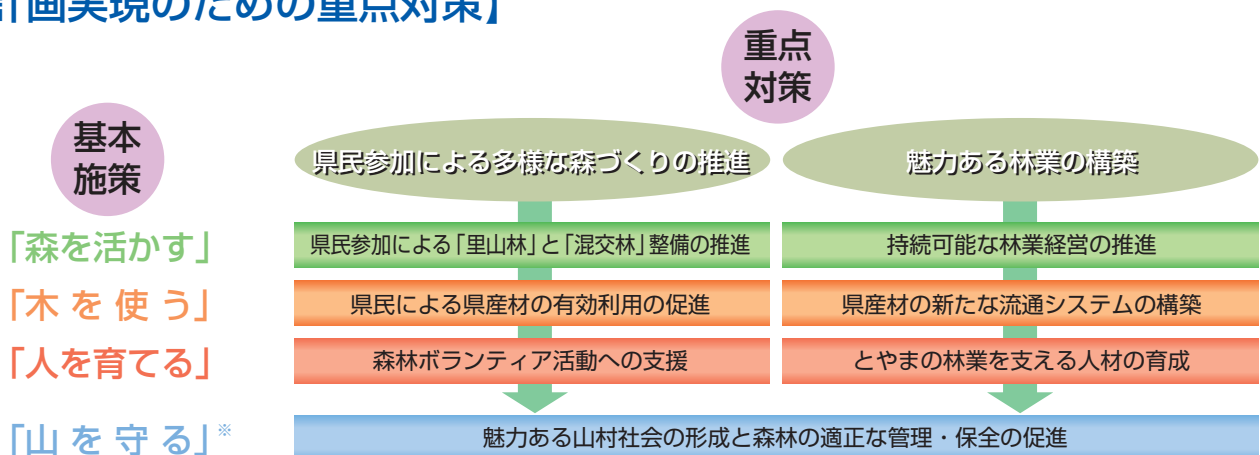 計画実現のための重点対策】
重点
対策
基本
施策
県民参加による多様な森づくりの推進
魅力ある林業の構築
「森を活かす」
県民参加による「里山林」と「混交林」整備の推進
持続可能な林業経営の推進
「木を使う」
県民による県産材の有効利用の促進
県産材の新たな流通システムの構築
「人を育てる」
森林ボランティア活動への支援
とやまの林業を支える人材の育成
「山を守る」※
魅力ある山村社会の形成と森林の適正な管理・保全の促進